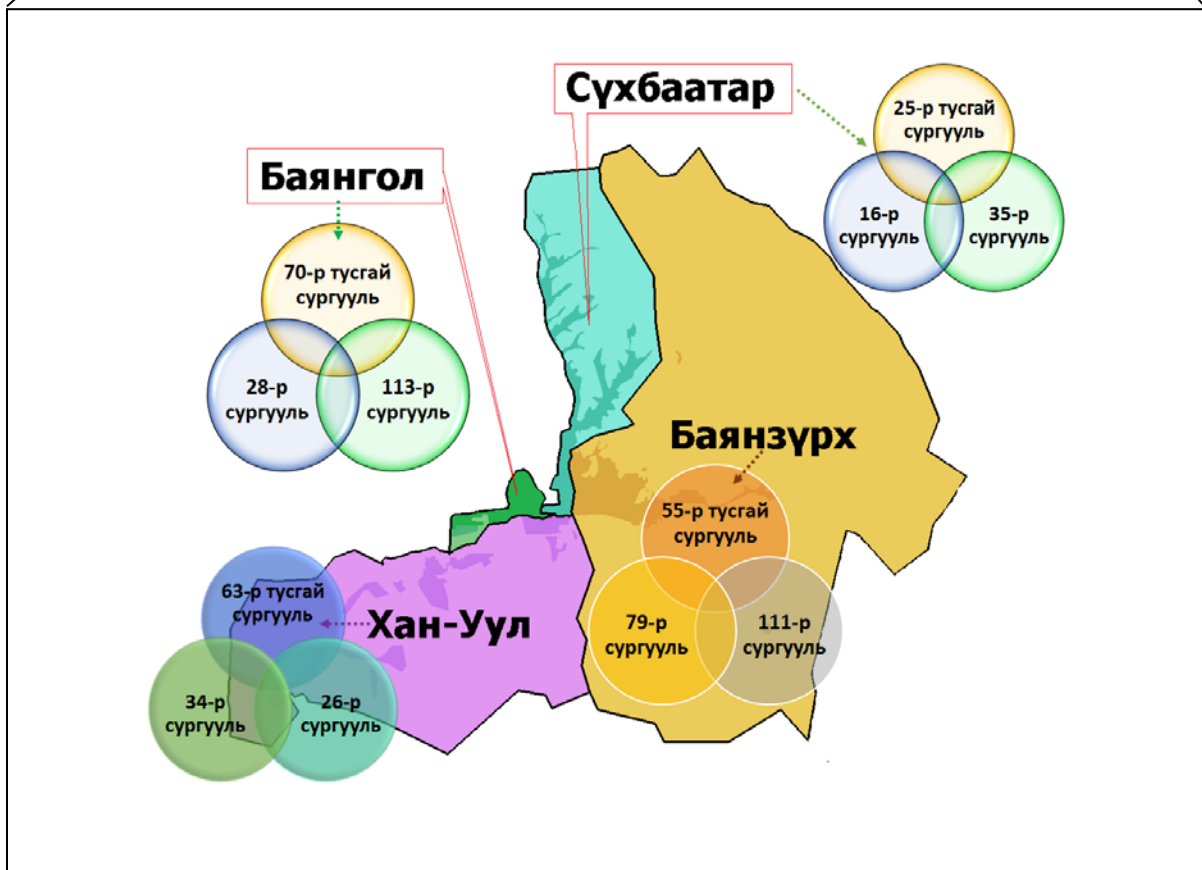 Сүхбаатар
25-р тусгай
сургууль
16-р
сургууль
35-р
сургууль
Баянгол
70-р тусгай
сургууль
28-р
сургууль
113-р
сургууль
Баянзүрх
55-р тусгай
сургууль
79-р
сургууль
111-р
сургууль
Хан-Уул
63-р тусгай
сургууль
34-р
сургууль
26-р
сургууль